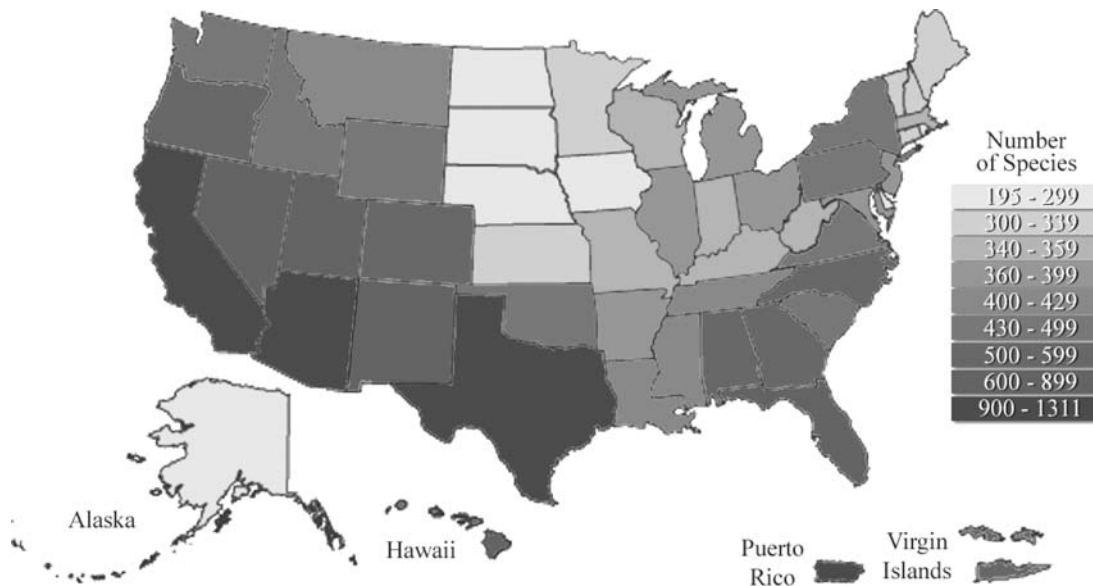 Number
of Species
195 - 299
300 - 339
340 - 359
360 - 399
400 - 429
430 - 499
500 - 599
600 - 899
900 - 1311
Alaska
Hawaii
Puerto
Rico
Virgin
Islands